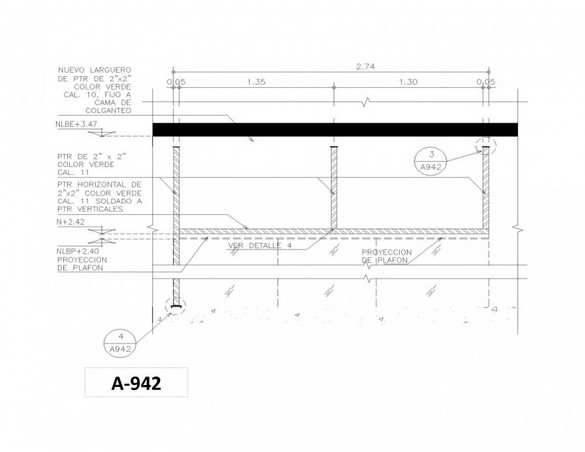 2.74
0.05
1.35
1.30
0.05
NUEVO LARGUERO
DE PTR DE 2"x2"
COLOR VERDE
CAL. 10, FIJO A
CAMA DE
COLGANTEO
NLBE+3.47
PTR DE 2" x 2"
COLOR VERDE
CAL. 11
PTR HORIZONTAL DE
2"x2" COLOR VERDE
CAL. 11 SOLDADO A
PTR VERTICALES
N+2.42
NLBP+2.40
PROYECCION
DE PLAFON
VER DETALLE 4
PROYECCION
DE PLAFON
3
A942
4
A942
A-942